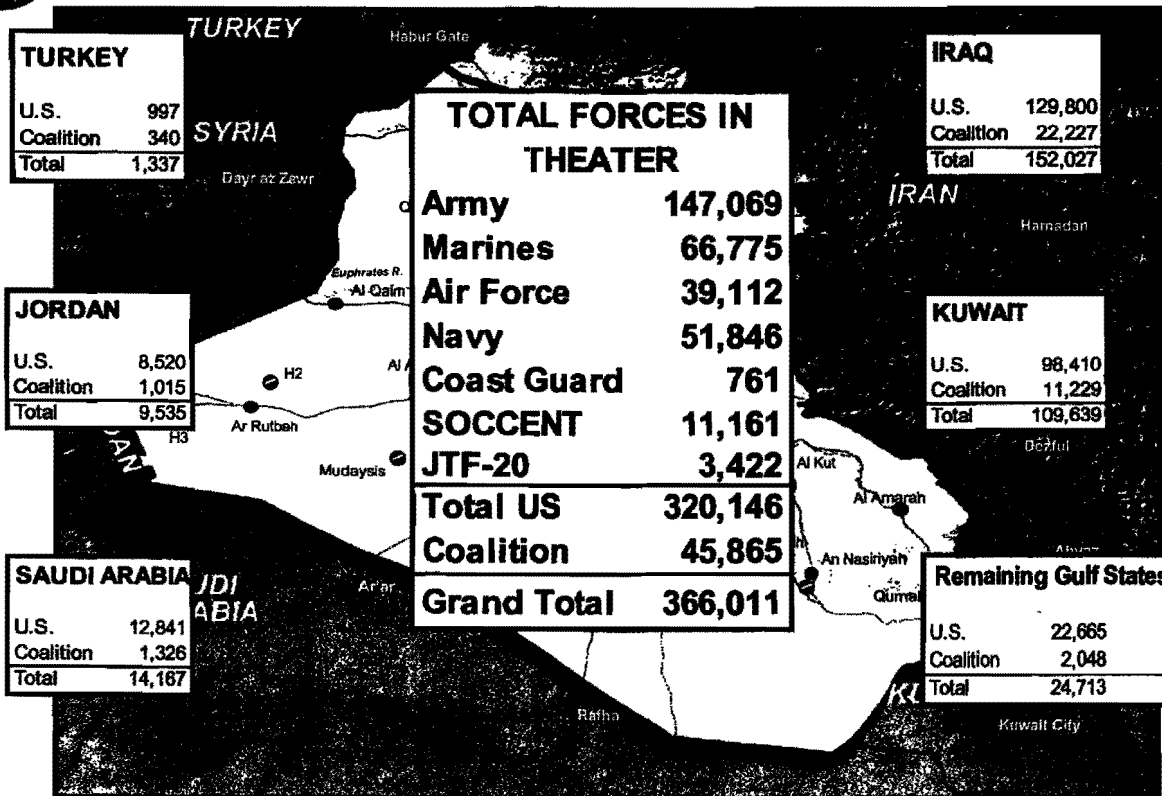 TURKEY
Habur Gate
TURKEY
U.S. 997
Coalition 340
Total 1,337
IRAQ
U.S. 129,800
Coalition 22,227
Total 152,027
SYRIA
Dayr az Zewr
TOTAL FORCES IN
THEATER
Army 147,069
Marines 66,775
Air Force 39,112
Navy 51,846
Coast Guard 761
SOCCENT 11,161
JTF-20 3,422
Total US 320,146
Coalition 45,865
Grand Total 366,011
IRAN
Hamadan
Euphrates R.
Al Qaim
JORDAN
U.S. 8,520
Coalition 1,015
Total 9,535
KUWAIT
U.S. 98,410
Coalition 11,229
Total 109,639
H2
Al
Ar Rutbah
H3
DAN
Mudaysis
Dezful
Al Kut
Al Amarah
An Nasiriyah
Ahvaz
SAUDI ARABIA
U.S. 12,841
Coalition 1,326
Total 14,167
UDI
ABIA
Ar'ar
Remaining Gulf States
U.S. 22,665
Coalition 2,048
Total 24,713
Rafha
Kuwait City